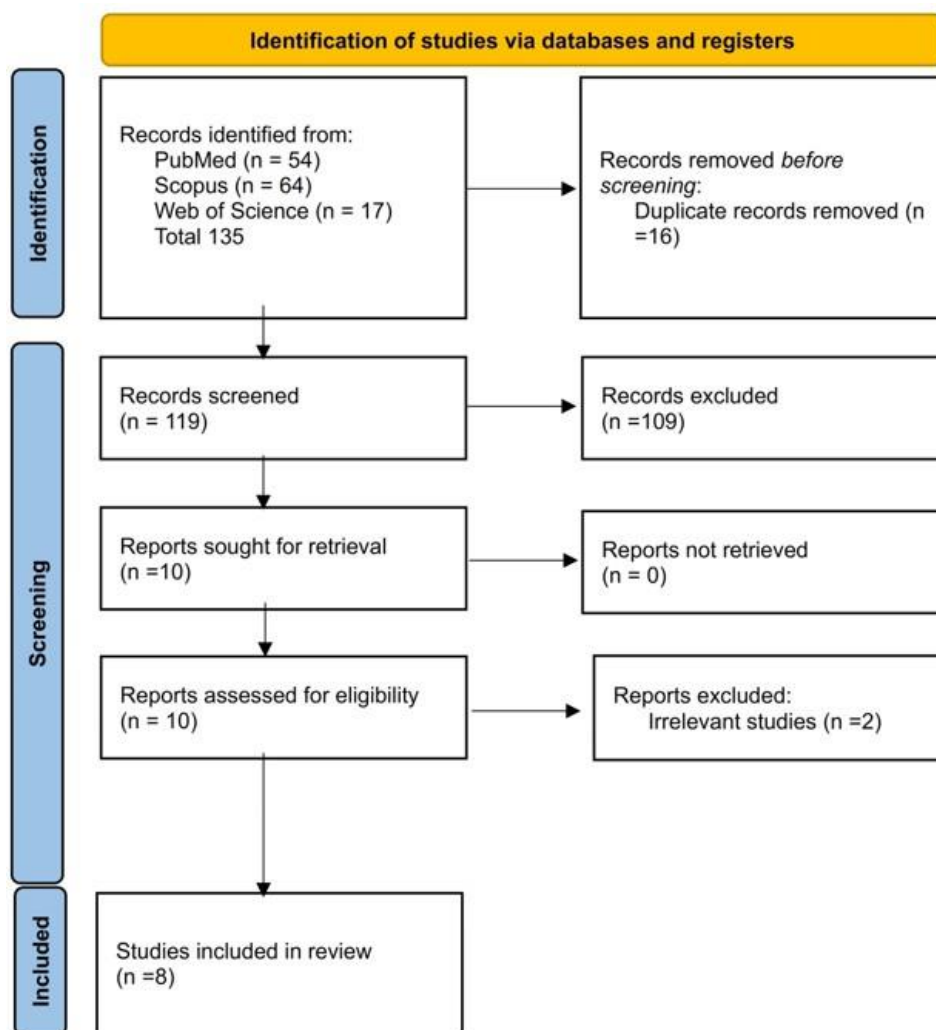 Identification of studies via databases and registers
Identification
Records identified from:
PubMed (n = 54)
Scopus (n = 64)
Web of Science (n = 17)
Total 135
Records removed before
screening:
Duplicate records removed (n
=16)
Screening
Records screened
(n = 119)
Records excluded
(n =109)
Reports sought for retrieval
(n =10)
Reports not retrieved
(n = 0)
Reports assessed for eligibility
(n = 10)
Reports excluded:
Irrelevant studies (n =2)
Included
Studies included in review
(n =8)